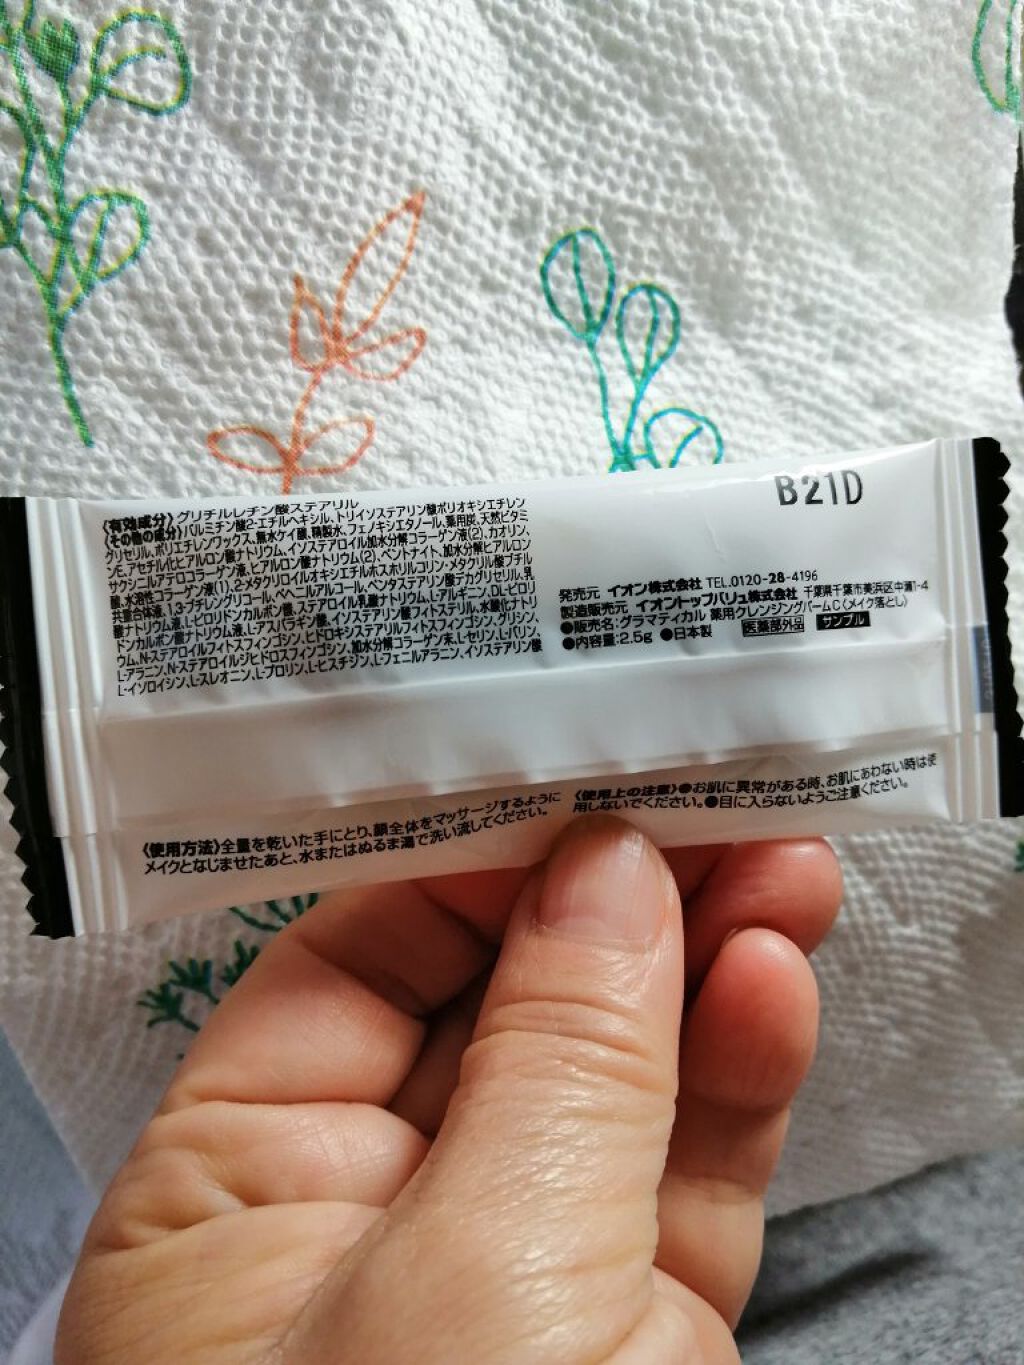 B21D
〈有効成分〉グリチルレチン酸ステアリル
〈その他の成分〉パルミチン酸2-エチルヘキシル、トリイソステアリン酸ポリオキシエチレン
グリセリル、ポリエチレンワックス、無水ケイ酸、精製水、フェノキシエタノール、薬用炭、天然ビタミ
ンE、アセチル化ヒアルロン酸ナトリウム、イソステアロイル加水分解コラーゲン液(2)、カオリン、
サクシニルアテロコラーゲン液、ヒアルロン酸ナトリウム(2)、ベントナイト、加水分解ヒアルロン
酸、水溶性コラーゲン液(1)、2-メタクリロイルオキシエチルホスホリルコリン・メタクリル酸ブチル
共重合体液、1,3-ブチレングリコール、ベヘニルアルコール、ペンタステアリン酸デカグリセリル、乳
酸ナトリウム液、L-ピロリドンカルボン酸、ステアロイル乳酸ナトリウム、L-アルギニン、DL-ピロリ
ドンカルボン酸ナトリウム液、L-アスパラギン酸、イソステアリン酸フィトステリル、水酸化ナトリ
ウム、N-ステアロイルフィトスフィンゴシン、ヒドロキシステアリルフィトスフィンゴシン、グリシン、
L-アラニン、N-ステアロイルジヒドロスフィンゴシン、加水分解コラーゲン末、L-セリン、L-バリン、
L-イソロイシン、L-スレオニン、L-プロリン、L-ヒスチジン、L-フェニルアラニン、イソステアリン酸
発売元 イオン株式会社 TEL.0120-28-4196
製造販売元 イオントップバリュ株式会社 千葉県千葉市美浜区中瀬1-4
●販売名:グラマティカル 薬用クレンジングバームC〈メイク落とし〉
●内容量:2.5g ●日本製 医薬部外品 サンプル
〈使用方法〉全量を乾いた手にとり、顔全体をマッサージするように
メイクとなじませたあと、水またはぬるま湯で洗い流してください。
〈使用上の注意〉●お肌に異常がある時、お肌にあわない時は使
用しないでください。●目に入らないようご注意ください。